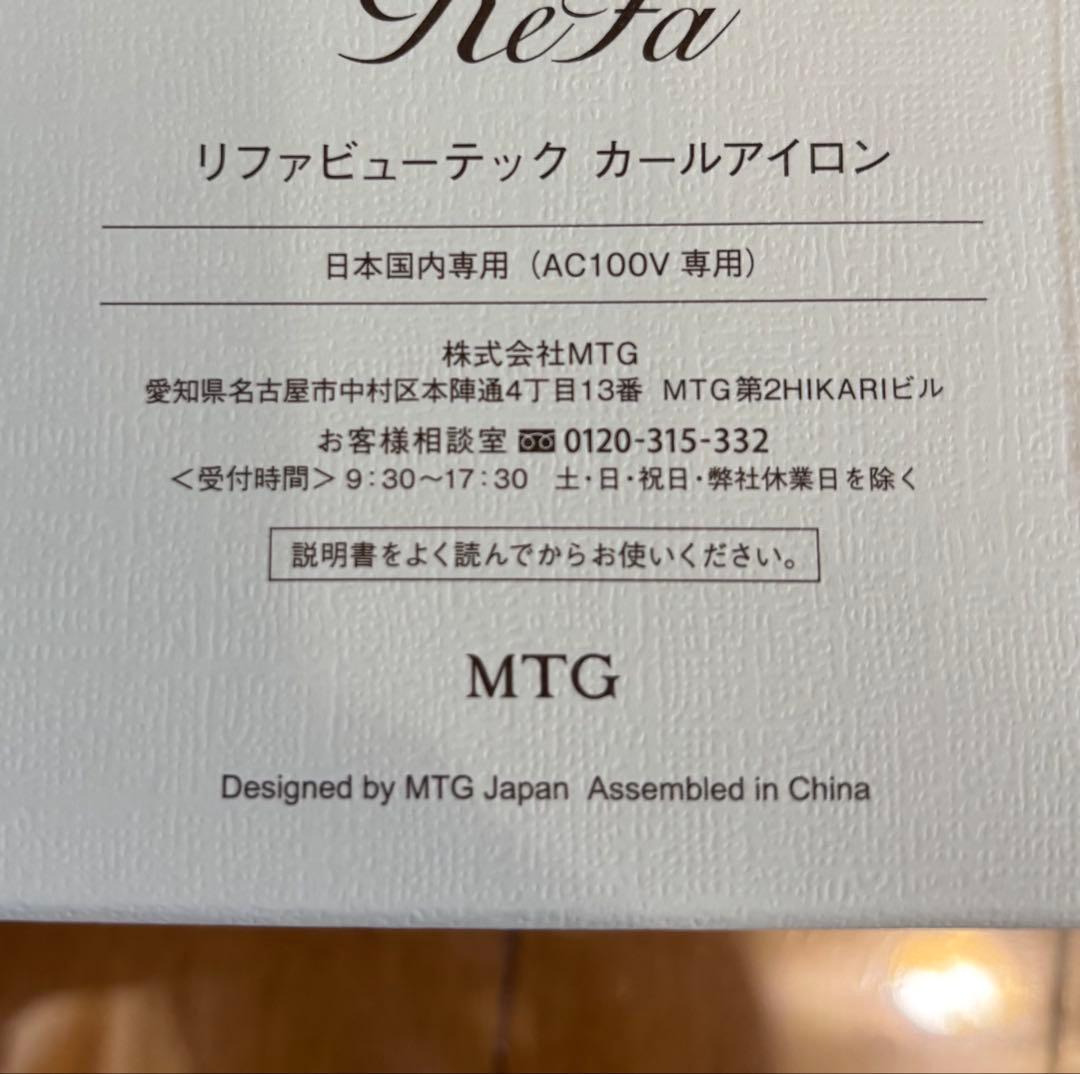 ReFa
リファビューテック カールアイロン
日本国内専用（AC100V 専用）
株式会社MTG
愛知県名古屋市中村区本陣通4丁目13番 MTG第2HIKARIビル
お客様相談室 0120-315-332
＜受付時間＞9:30〜17:30 土・日・祝日・弊社休業日を除く
説明書をよく読んでからお使いください。
MTG
Designed by MTG Japan Assembled in China